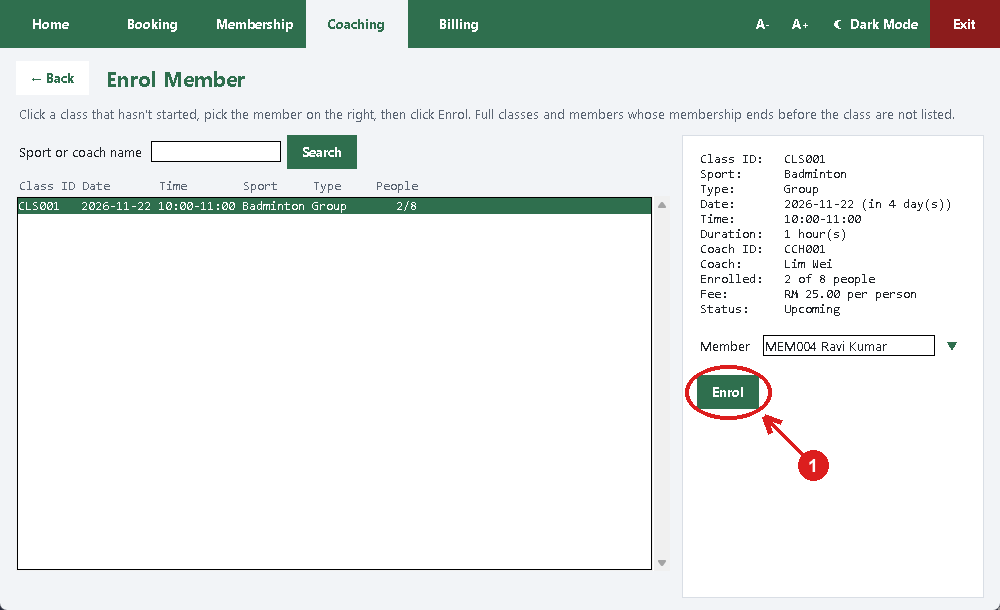 Home Booking Membership Coaching Billing A- A+ ☾ Dark Mode Exit
← Back Enrol Member
Click a class that hasn't started, pick the member on the right, then click Enrol. Full classes and members whose membership ends before the class are not listed.
Sport or coach name Search
Class ID Date Time Sport Type People
CLS001 2026-11-22 10:00-11:00 Badminton Group 2/8
Class ID: CLS001
Sport: Badminton
Type: Group
Date: 2026-11-22 (in 4 day(s))
Time: 10:00-11:00
Duration: 1 hour(s)
Coach ID: CCH001
Coach: Lim Wei
Enrolled: 2 of 8 people
Fee: RM 25.00 per person
Status: Upcoming
Member MEM004 Ravi Kumar ▼
Enrol
1